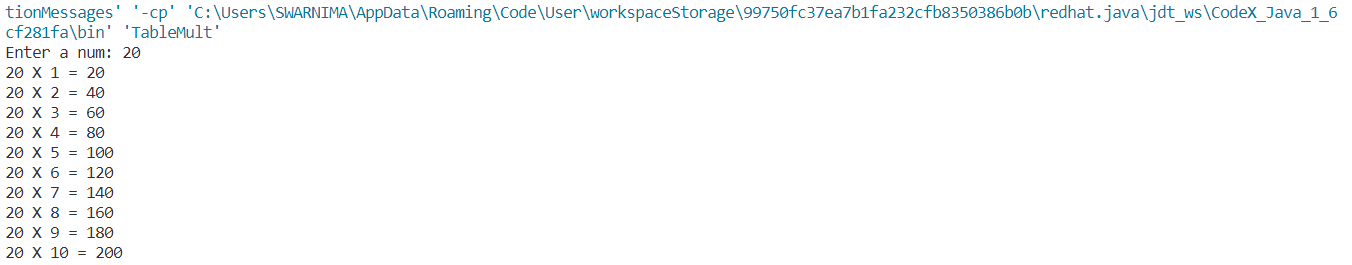 tionMessages' '-cp' 'C:\Users\SWARNIMA\AppData\Roaming\Code\User\workspaceStorage\99750fc37ea7b1fa232cfb8350386b0b\redhat.java\jdt_ws\CodeX_Java_1_6
cf281fa\bin' 'TableMult'
Enter a num: 20
20 X 1 = 20
20 X 2 = 40
20 X 3 = 60
20 X 4 = 80
20 X 5 = 100
20 X 6 = 120
20 X 7 = 140
20 X 8 = 160
20 X 9 = 180
20 X 10 = 200